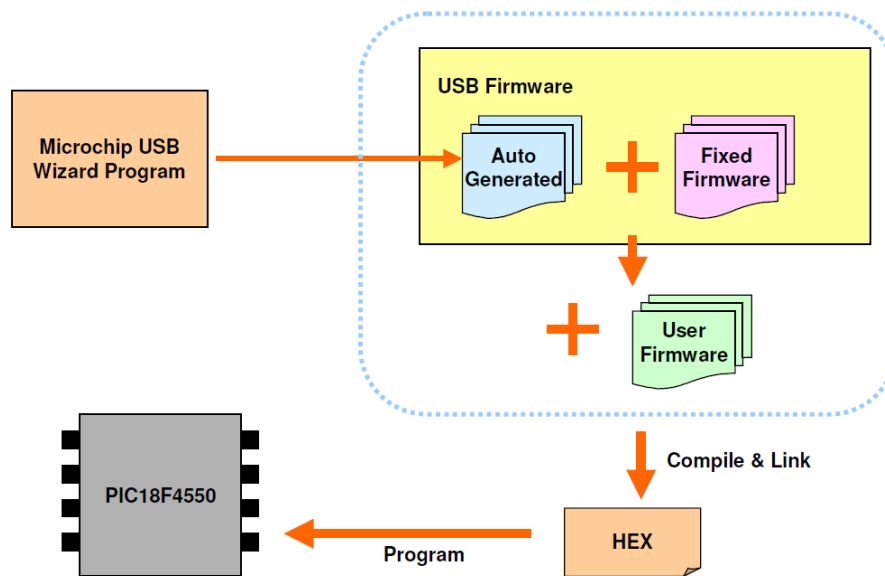 USB Firmware
Microchip USB
Wizard Program
Auto
Generated
Fixed
Firmware
User
Firmware
Compile & Link
PIC18F4550
HEX
Program